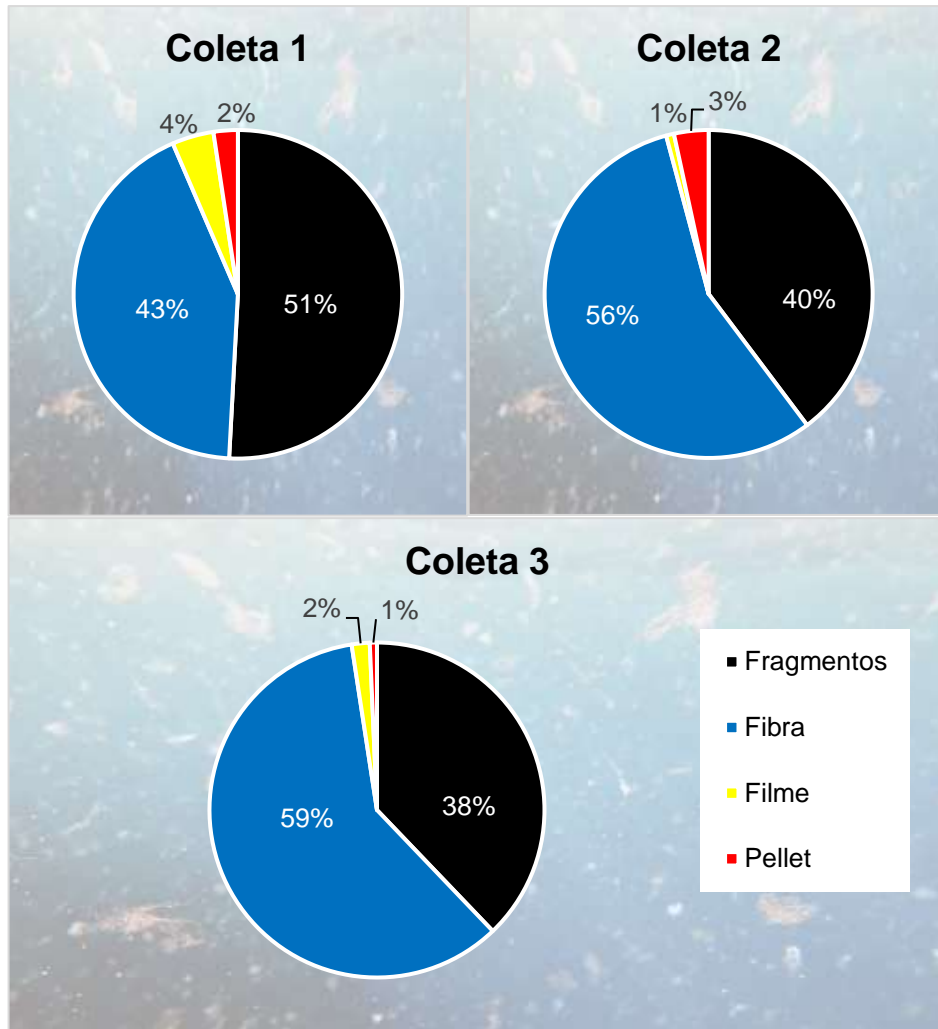 Coleta 1
4%
2%
43%
51%
Coleta 2
1%
3%
56%
40%
Coleta 3
2%
1%
59%
38%
Fragmentos
Fibra
Filme
Pellet